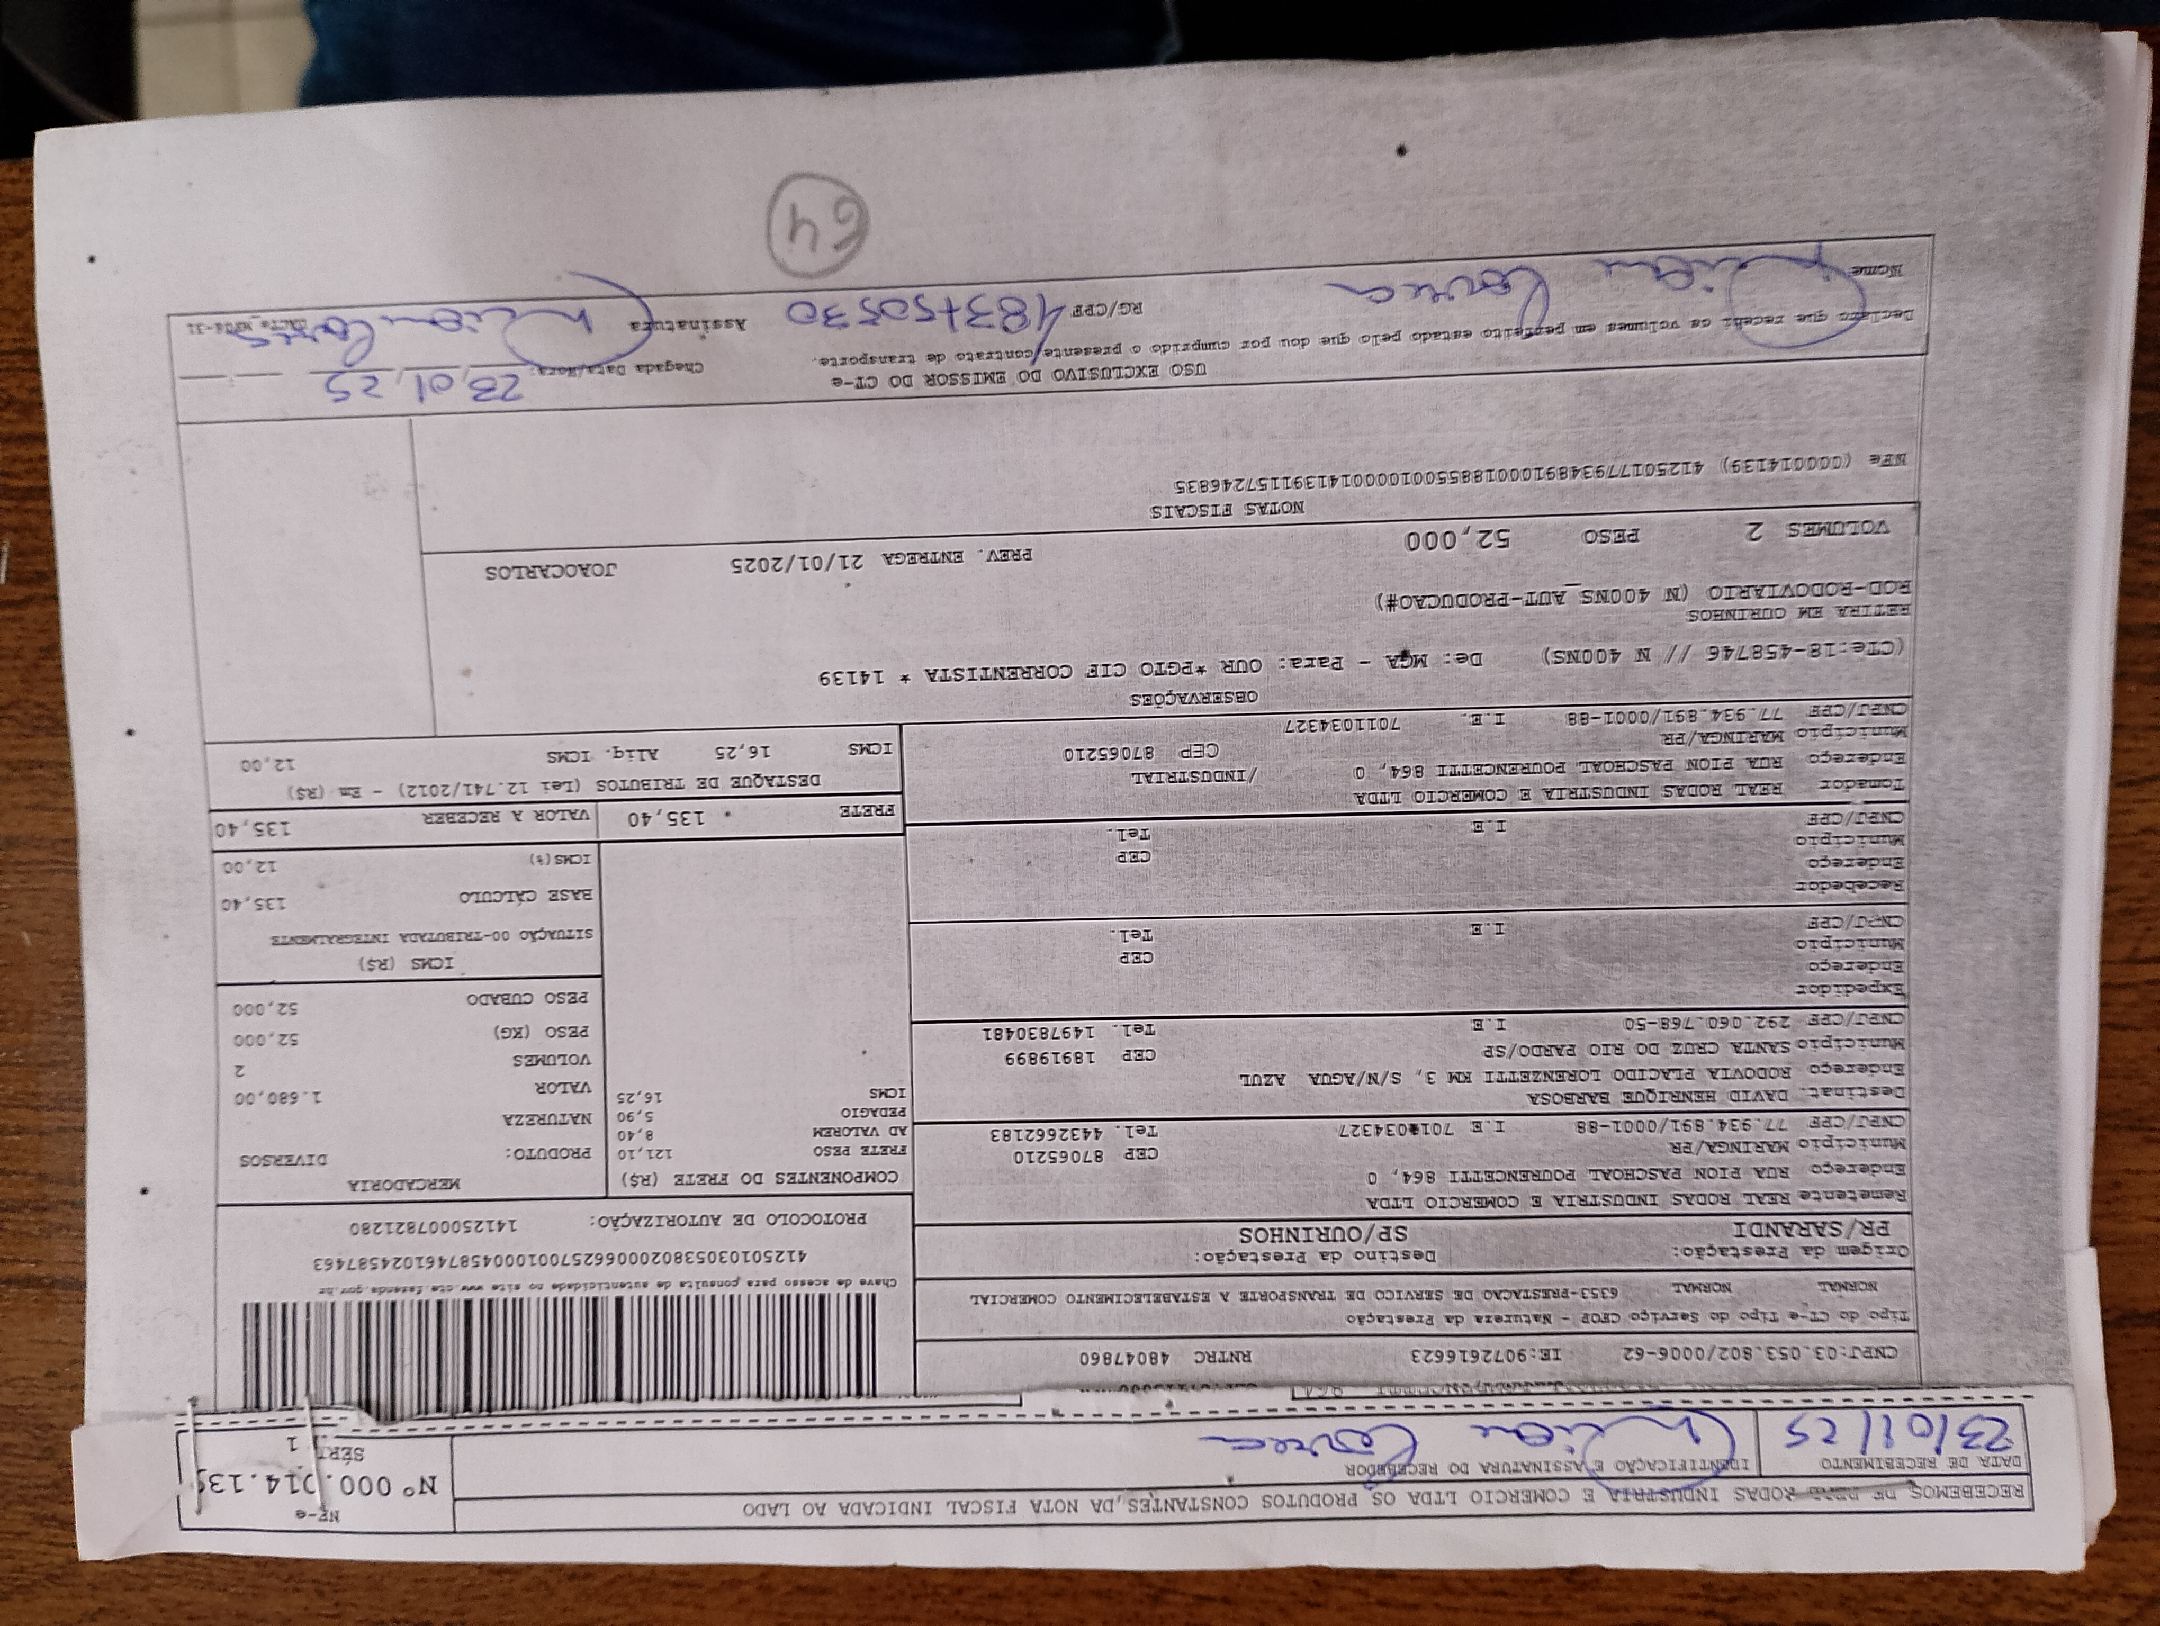 RECEBEMOS DE REAL RODAS INDUSTRIA E COMERCIO LTDA OS PRODUTOS CONSTANTES DA NOTA FISCAL INDICADA AO LADO
DATA DE RECEBIMENTO
IDENTIFICAÇÃO E ASSINATURA DO RECEBEDOR
23/01/25
NF-e
Nº 000.014.139
SÉRI 1
CNPJ:03.053.802/0006-62 IE:9072616623 RNTRC 48047860
Tipo do CT-e Tipo do Serviço CFOP - Natureza da Prestação
NORMAL NORMAL 6353-PRESTACAO DE SERVICO DE TRANSPORTE A ESTABELECIMENTO COMERCIAL
Origem da Prestação: Destino da Prestação:
PR/SARANDI SP/OURINHOS
Chave de acesso para consulta de autenticidade no site www.cte.fazenda.gov.br
41250103053802000662570010004587461024587463
PROTOCOLO DE AUTORIZAÇÃO: 141250007821280
Remetente REAL RODAS INDUSTRIA E COMERCIO LTDA
Endereço RUA PION PASCHOAL POURENCETTI 864, 0
Município MARINGA/PR CEP 87065210
CNPJ/CPF 77.934.891/0001-88 I.E 7011034327 Tel. 4432662183
Destinat. DAVID HENRIQUE BARBOSA
Endereço RODOVIA PLACIDO LORENZETTI KM 3, S/N/AGUA AZUL
Município SANTA CRUZ DO RIO PARDO/SP CEP 18919899
CNPJ/CPF 292.060.768-50 I.E Tel. 1497830481
Expedidor
Endereço
Município CEP
CNPJ/CPF I.E Tel.
Recebedor
Endereço
Município CEP
CNPJ/CPF I.E Tel.
Tomador REAL RODAS INDUSTRIA E COMERCIO LTDA
Endereço RUA PION PASCHOAL POURENCETTI 864, 0 /INDUSTRIAL
Município MARINGA/PR CEP 87065210
CNPJ/CPF 77.934.891/0001-88 I.E. 7011034327
COMPONENTES DO FRETE (R$)
FRETE PESO 121,10
AD VALOREM 8,40
PEDAGIO 5,90
ICMS 16,25
MERCADORIA
PRODUTO: DIVERSOS
NATUREZA
VALOR 1.680,00
VOLUMES 2
PESO (KG) 52,000
PESO CUBADO 52,000
ICMS (R$)
SITUAÇÃO 00-TRIBUTADA INTEGRALMENTE
BASE CÁLCULO 135,40
ICMS(%) 12,00
FRETE 135,40 VALOR A RECEBER 135,40
DESTAQUE DE TRIBUTOS (Lei 12.741/2012) - Em (R$)
ICMS 16,25 Aliq. ICMS 12,00
OBSERVAÇÕES
(CTe:18-458746 // N 400NS) De: MGA - Para: OUR *PGTO CIF CORRENTISTA * 14139
RETIRA EM OURINHOS
ROD-RODOVIARIO (N 400NS_AUT-PRODUCAO#)
VOLUMES 2 PESO 52,000 PREV. ENTREGA 21/01/2025 JOAOCARLOS
NOTAS FISCAIS
NFe (000014139) 41250177934891000188550010000141391157246835
USO EXCLUSIVO DO EMISSOR DO CT-e
Declaro que recebi os volumes em perfeito estado pelo que dou por cumprido o presente contrato de transporte.
Chegada Data/Hora: 23,01,25
Nome
RG/CPF 483750530
Assinatura
64